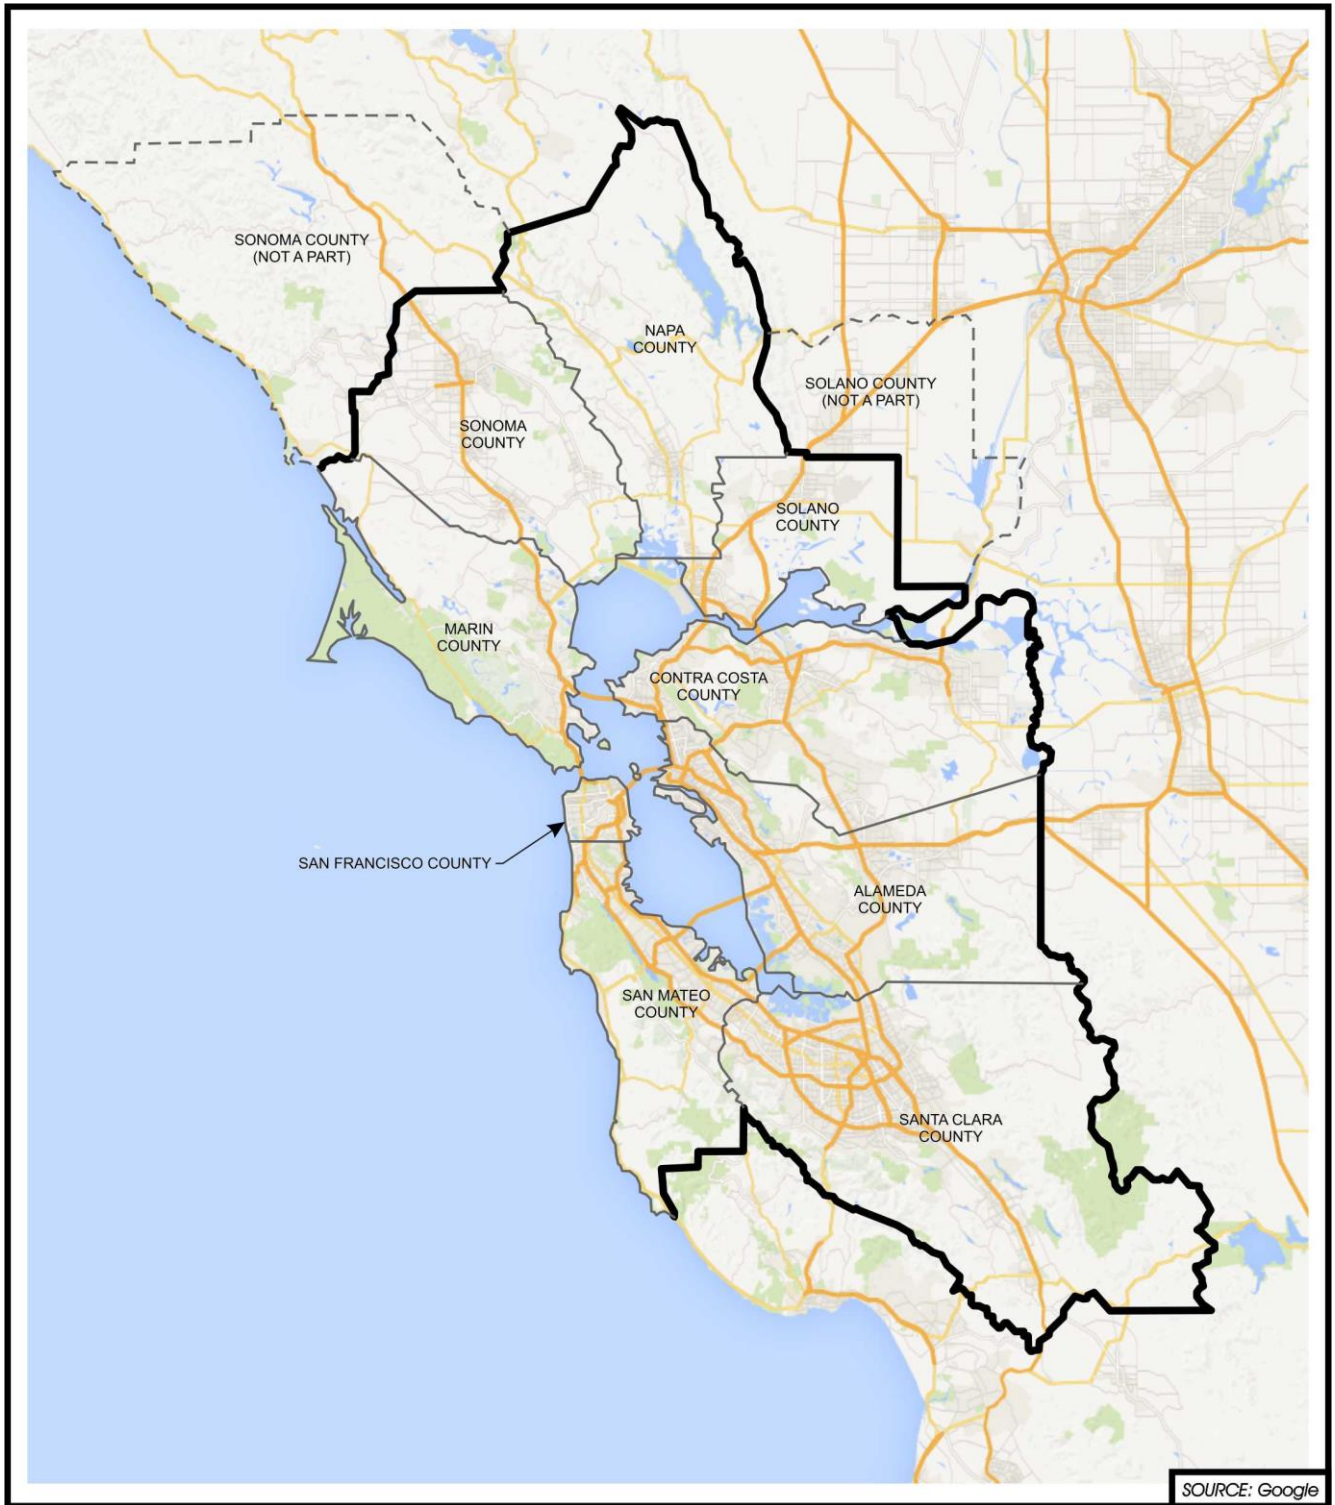 SONOMA COUNTY
(NOT A PART)
NAPA
COUNTY
SOLANO COUNTY
(NOT A PART)
SONOMA
COUNTY
SOLANO
COUNTY
MARIN
COUNTY
CONTRA COSTA
COUNTY
SAN FRANCISCO COUNTY
ALAMEDA
COUNTY
SAN MATEO
COUNTY
SANTA CLARA
COUNTY
SOURCE: Google